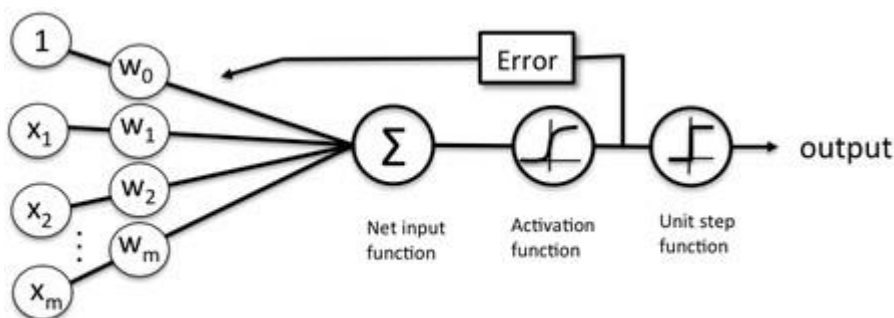 1
w0
Error
x1
w1
Σ
output
x2
w2
Net input
function
Activation
function
Unit step
function
wm
xm